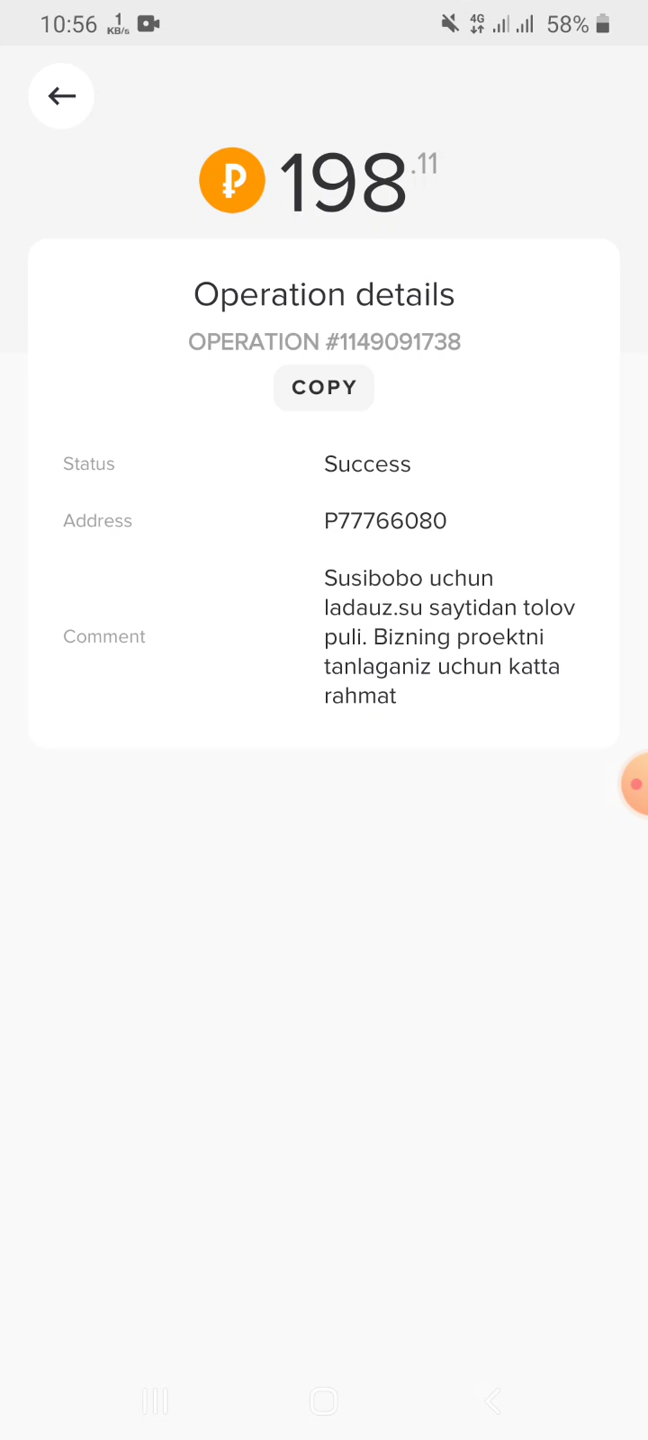 10:56
1
KB/s
4G
58%
₽ 198.11
Operation details
OPERATION #1149091738
COPY
Status
Success
Address
P77766080
Comment
Susibobo uchun
ladauz.su saytidan tolov
puli. Bizning proektni
tanlaganiz uchun katta
rahmat